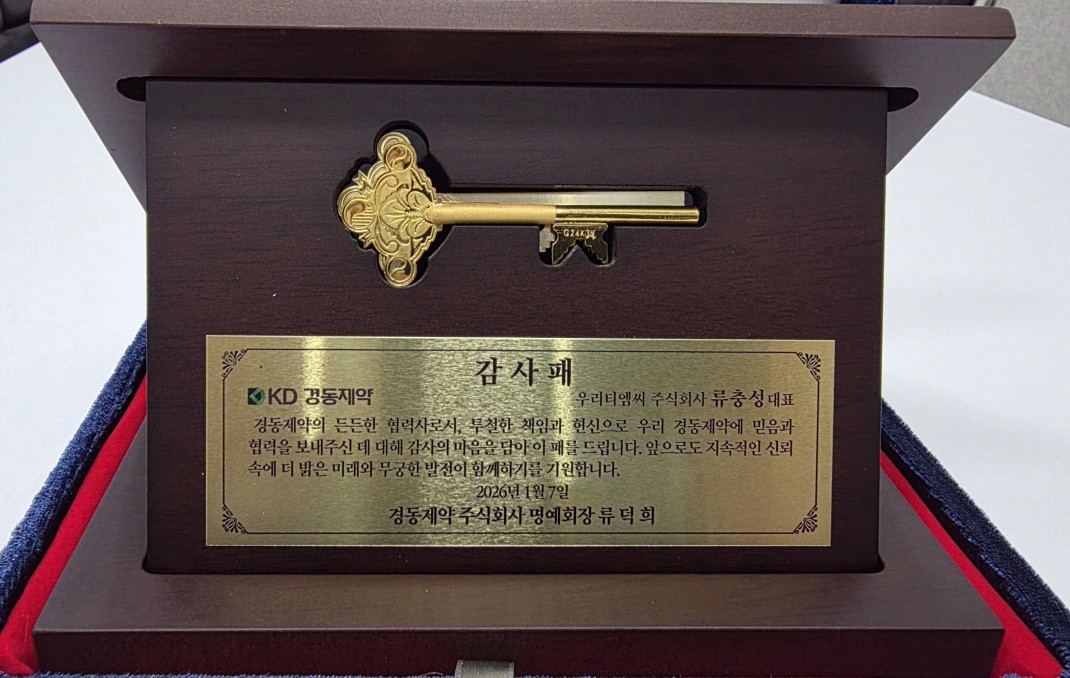 감사패
KD 경동제약
우리티엠씨 주식회사 류충성 대표
경동제약의 든든한 협력사로서, 투철한 책임과 헌신으로 우리 경동제약에 믿음과
협력을 보내주신 데 대해 감사의 마음을 담아 이 패를 드립니다. 앞으로도 지속적인 신뢰
속에 더 밝은 미래와 무궁한 발전이 함께하기를 기원합니다.
2026년 1월 7일
경동제약 주식회사 명예회장 류 덕 희